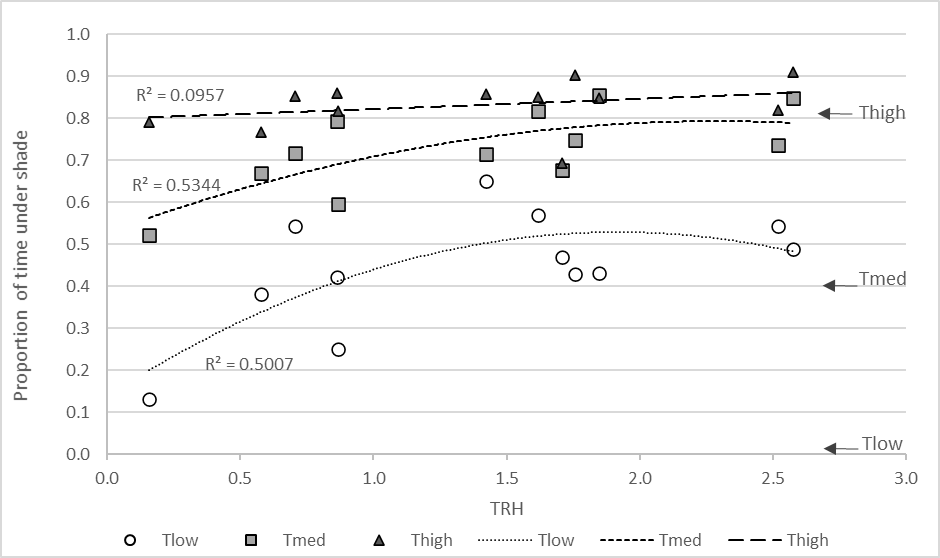 1.0
0.9
0.8
0.7
0.6
0.5
0.4
0.3
0.2
0.1
0.0
Proportion of time under shade
R² = 0.0957
R² = 0.5344
R² = 0.5007
Thigh
Tmed
Tlow
0.0 0.5 1.0 1.5 2.0 2.5 3.0
TRH
Tlow Tmed Thigh Tlow Tmed Thigh